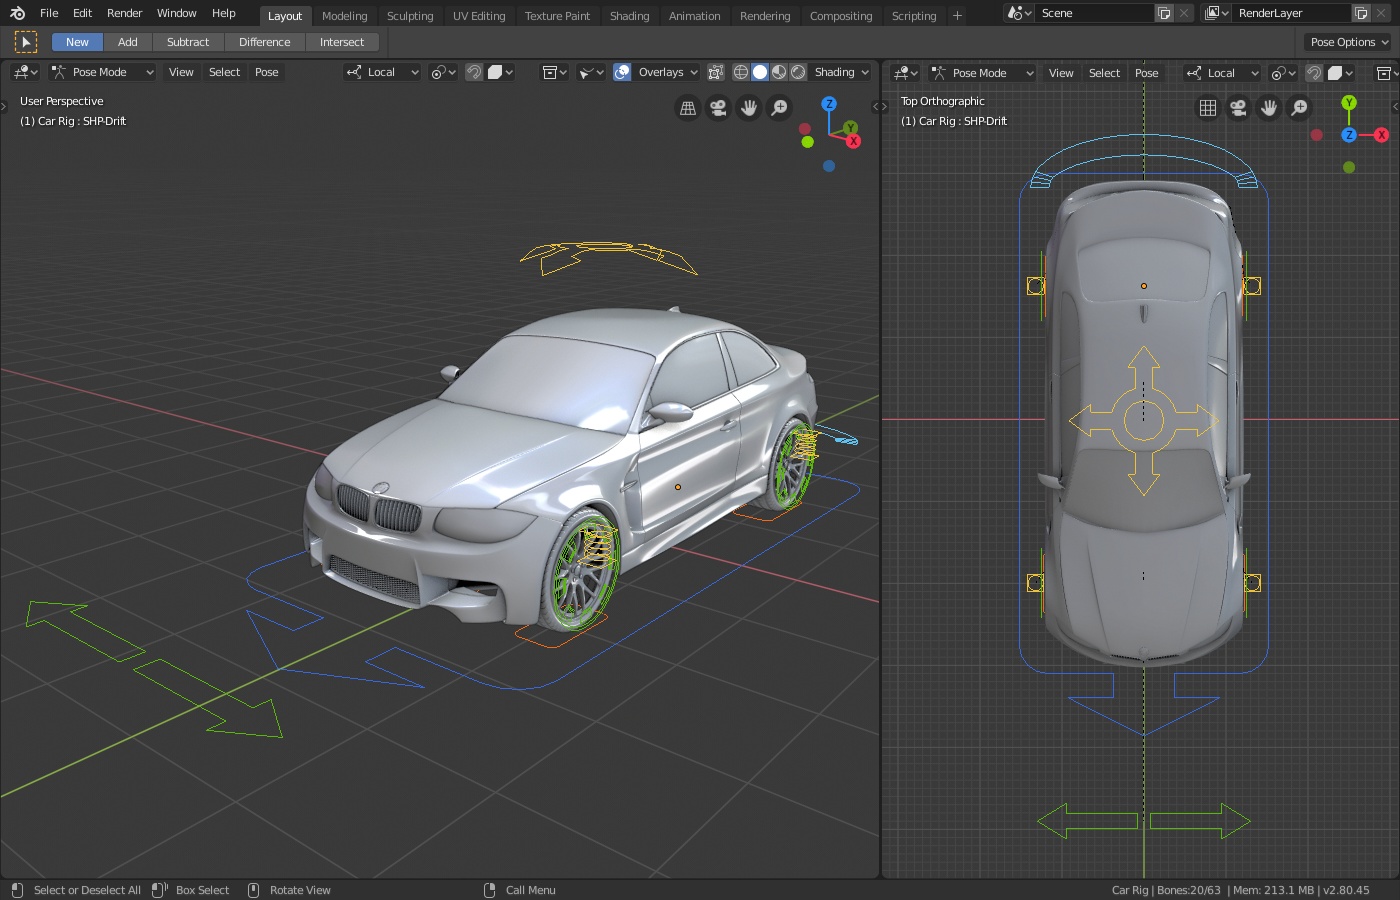 File Edit Render Window Help Layout Modeling Sculpting UV Editing Texture Paint Shading Animation Rendering Compositing Scripting + Scene RenderLayer
New Add Subtract Difference Intersect Pose Options
Pose Mode View Select Pose Local Overlays Shading Pose Mode View Select Pose Local
User Perspective
(1) Car Rig : SHP-Drift
Z
Y
X
Top Orthographic
(1) Car Rig : SHP-Drift
Y
Z
X
Select or Deselect All Box Select Rotate View Call Menu Car Rig | Bones:20/63 | Mem: 213.1 MB | v2.80.45